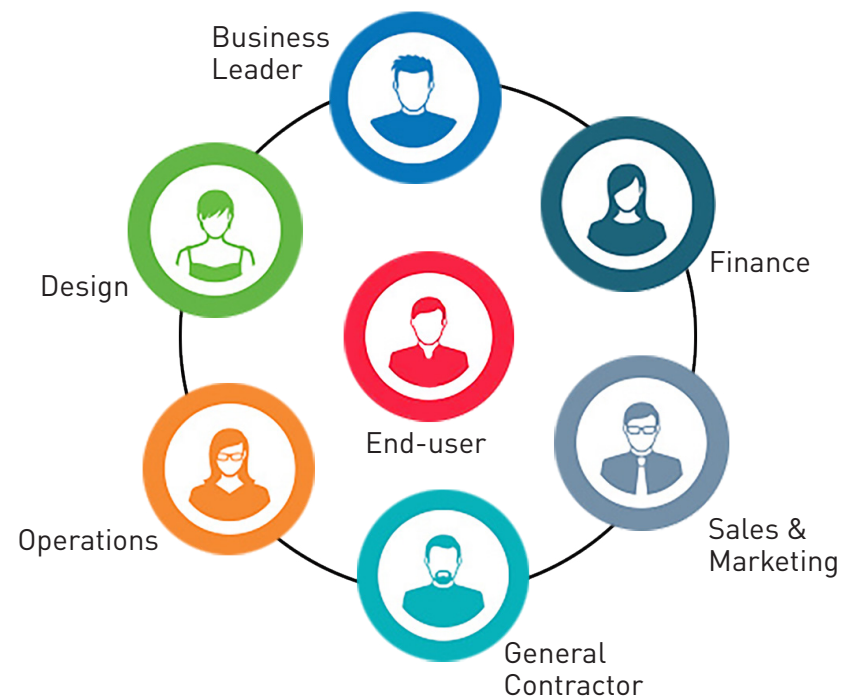 Business
Leader
Finance
Design
End-user
Operations
Sales &
Marketing
General
Contractor